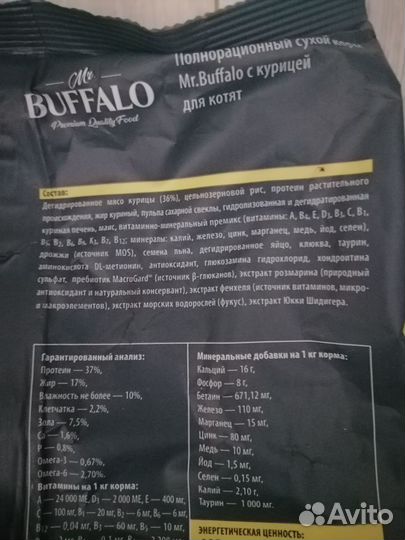 Mr.
BUFFALO
Premium Quality Food
Полнорационный сухой корм
Mr.Buffalo с курицей
для котят
Состав:
Дегидрированное мясо курицы (36%), цельнозерновой рис, протеин растительного
происхождения, жир куриный, пульпа сахарной свеклы, гидролизованная и дегидратированная
куриная печень, маис, витаминно-минеральный премикс (витамины: A, B4, E, D3, B3, C, B1,
B5, B2, B6, B8, K3, B7, B12; минералы: калий, железо, цинк, марганец, медь, йод, селен),
дрожжи (источник MOS), семена льна, дегидрированное яйцо, клюква, таурин,
аминокислота DL-метионин, антиоксидант, глюкозамина гидрохлорид, хондроитина
сульфат, пребиотик MacroGard™ (источник β-глюканов), экстракт розмарина (природный
антиоксидант и натуральный консервант), экстракт фенхеля (источник витаминов, микро-
и макроэлементов), экстракт морских водорослей (фукус), экстракт Юкки Шидигера.
Гарантированный анализ:
Протеин – 37%,
Жир – 17%,
Влажность не более – 10%,
Клетчатка – 2,2%,
Зола – 7,5%,
Ca – 1,6%,
P – 0,8%,
Омега-3 – 0,67%,
Омега-6 – 2,70%.
Витамины на 1 кг корма:
A – 24 000 МЕ, D3 – 2 000 МЕ, E – 400 мг,
C – 100 мг, B1 – 20 мг, B2 – 6 мг, B6 – 6 мг,
B12 – 0,04 мг, B3 – 60 мг, B5 – 10 мг,
Минеральные добавки на 1 кг корма:
Кальций – 16 г,
Фосфор – 8 г,
Бетаин – 671,12 мг,
Железо – 110 мг,
Марганец – 15 мг,
Цинк – 80 мг,
Медь – 10 мг,
Йод – 1,5 мг,
Селен – 0,15 мг,
Калий – 2,10 г,
Таурин – 1 000 мг.
ЭНЕРГЕТИЧЕСКАЯ ЦЕННОСТЬ:
Avito